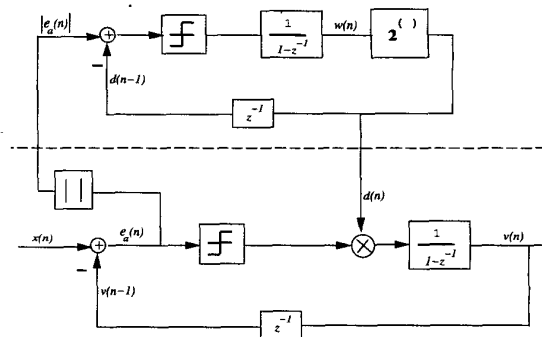 |e_a(n)|
+
1
1-z^{-1}
w(n)
2^{( )}
−
d(n-1)
z^{-1}
| |
d(n)
x(n)
+
e_a(n)
×
1
1-z^{-1}
v(n)
−
v(n-1)
z^{-1}